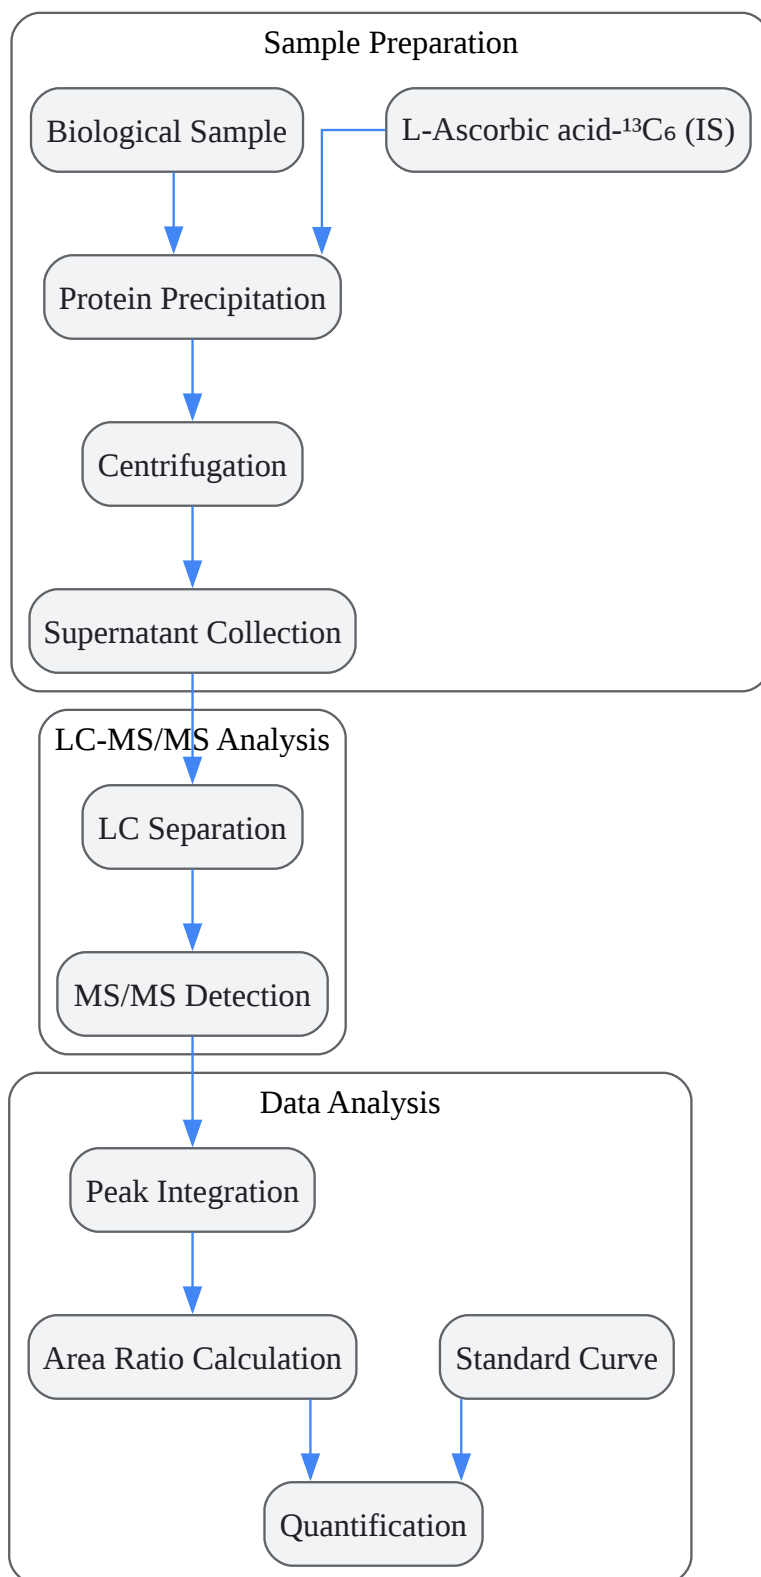 Sample Preparation
Biological Sample
L-Ascorbic acid-¹³C₆ (IS)
Protein Precipitation
Centrifugation
Supernatant Collection
LC-MS/MS Analysis
LC Separation
MS/MS Detection
Data Analysis
Peak Integration
Area Ratio Calculation
Standard Curve
Quantification